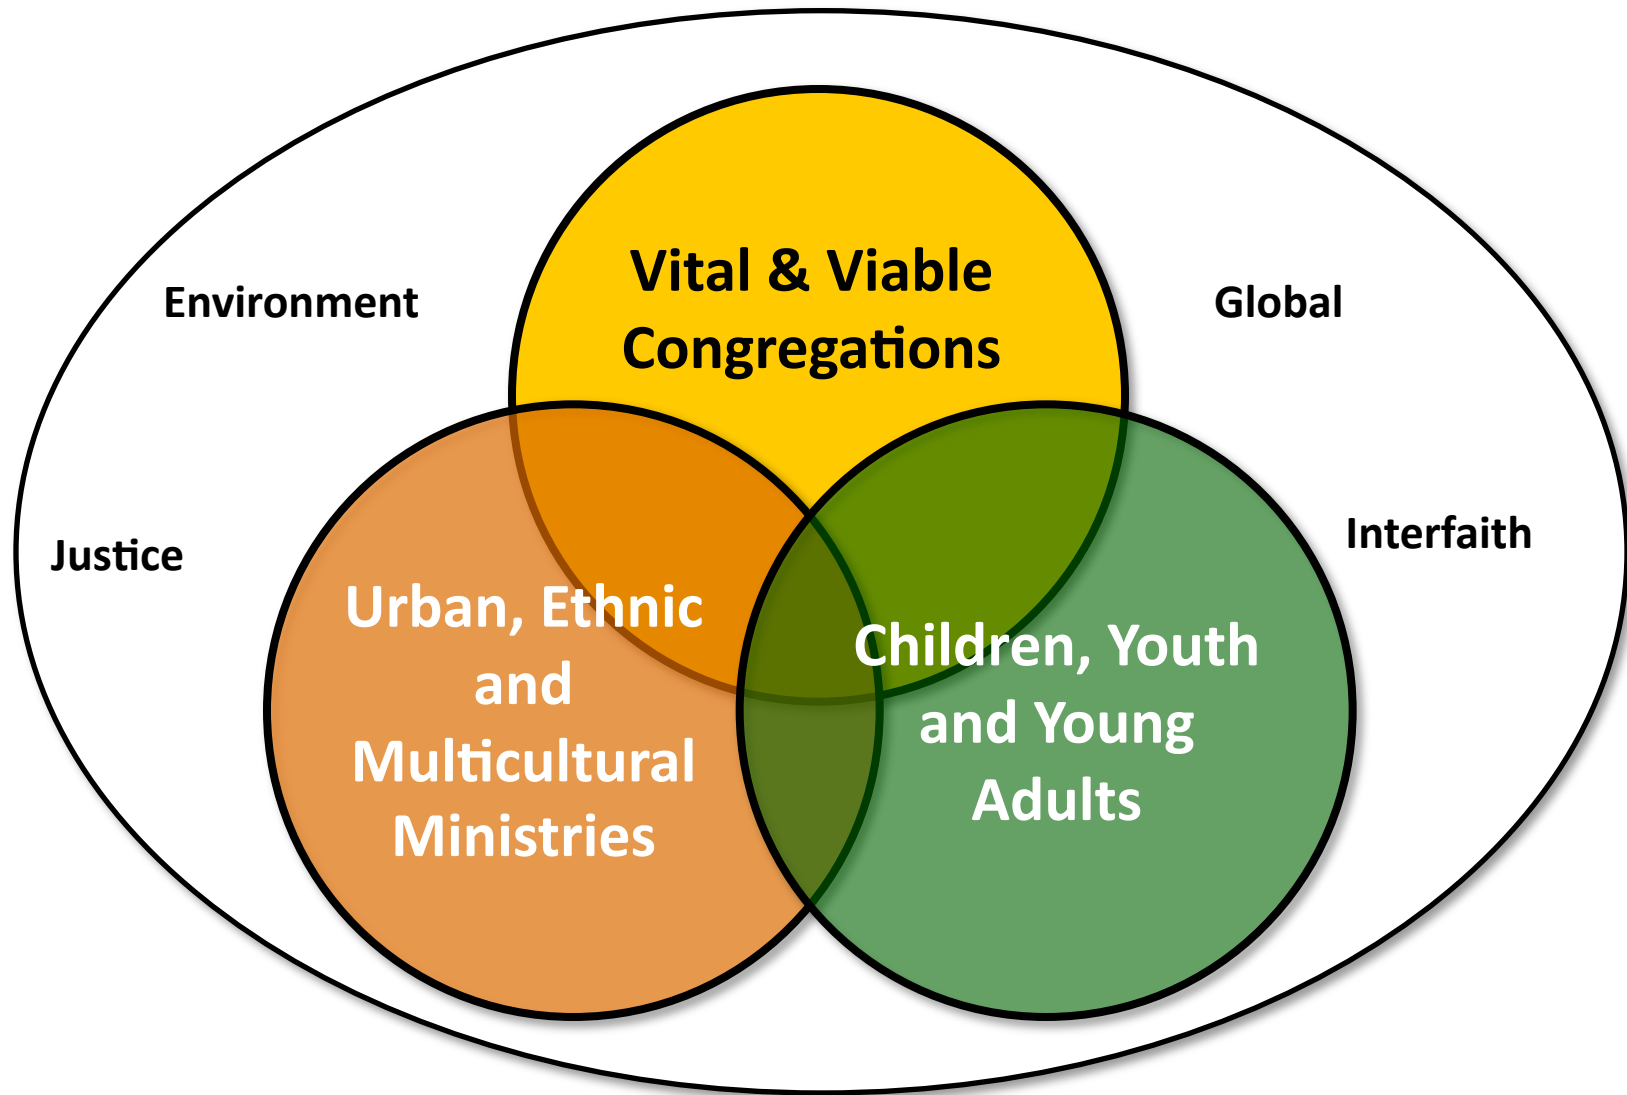 Vital & Viable
Congregations
Environment
Global
Justice
Interfaith
Urban, Ethnic
and
Multicultural
Ministries
Children, Youth
and Young
Adults